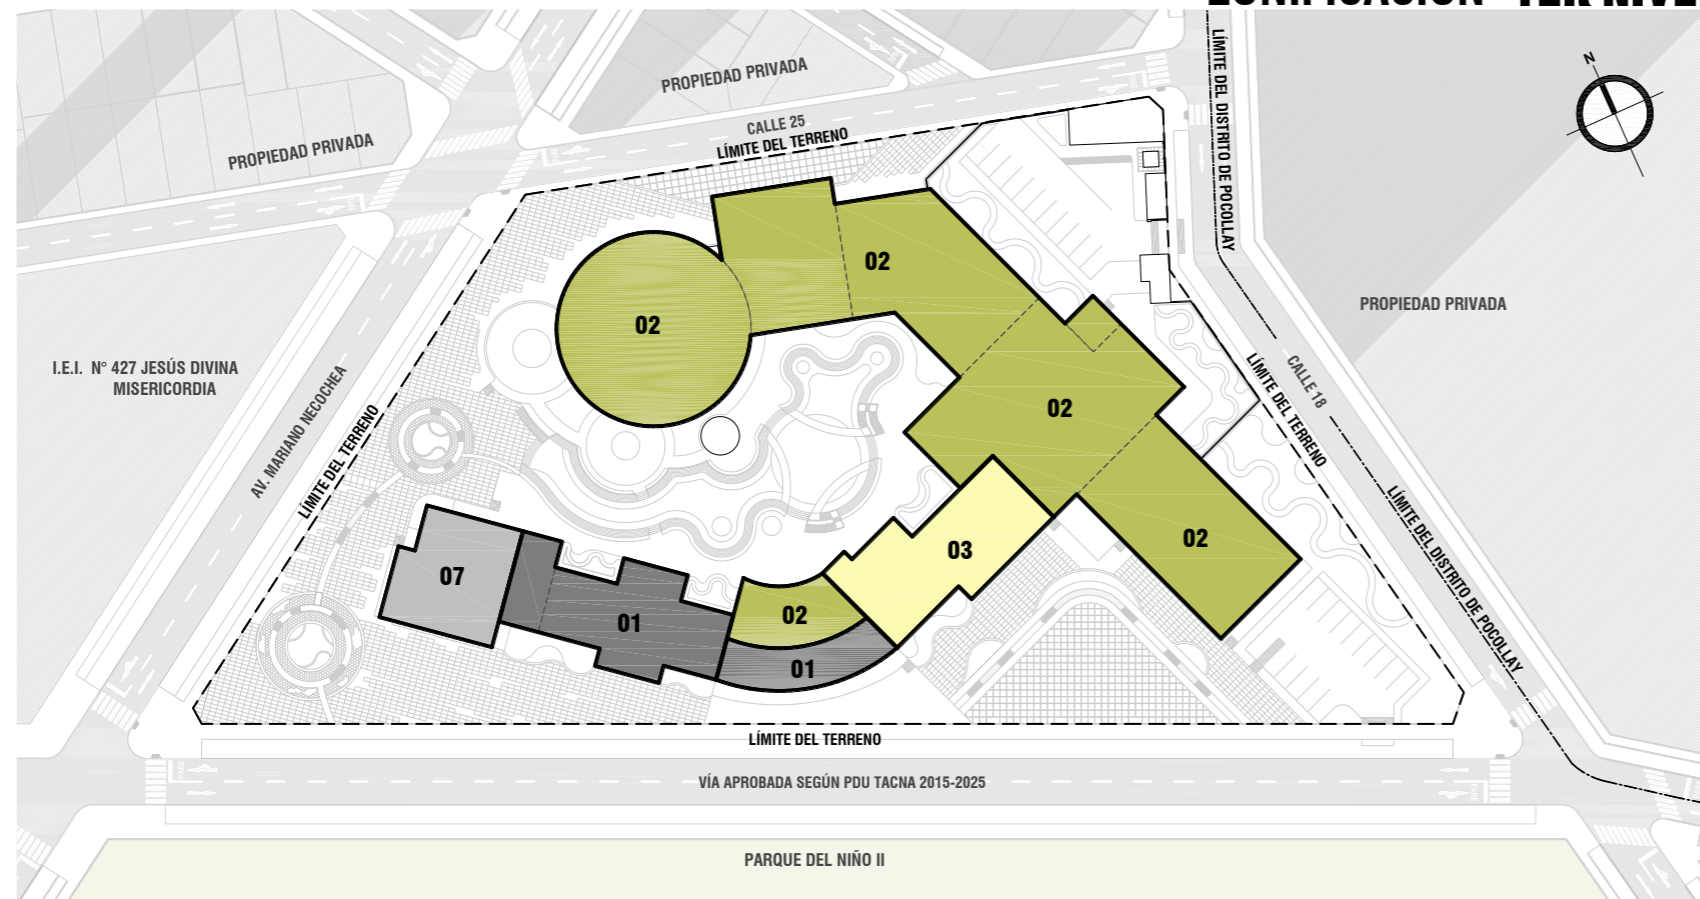 PROPIEDAD PRIVADA
CALLE 25
LÍMITE DEL TERRENO
PROPIEDAD PRIVADA
LÍMITE DEL DISTRITO DE POCOLLAY
N
02
02
PROPIEDAD PRIVADA
I.E.I. N° 427 JESÚS DIVINA
MISERICORDIA
AV. MARIANO NECOCHEA
LÍMITE DEL TERRENO
CALLE 18
LÍMITE DEL TERRENO
02
LÍMITE DEL DISTRITO DE POCOLLAY
02
03
07
01
02
01
LÍMITE DEL TERRENO
VÍA APROBADA SEGÚN PDU TACNA 2015-2025
PARE
PARE
PARQUE DEL NIÑO II